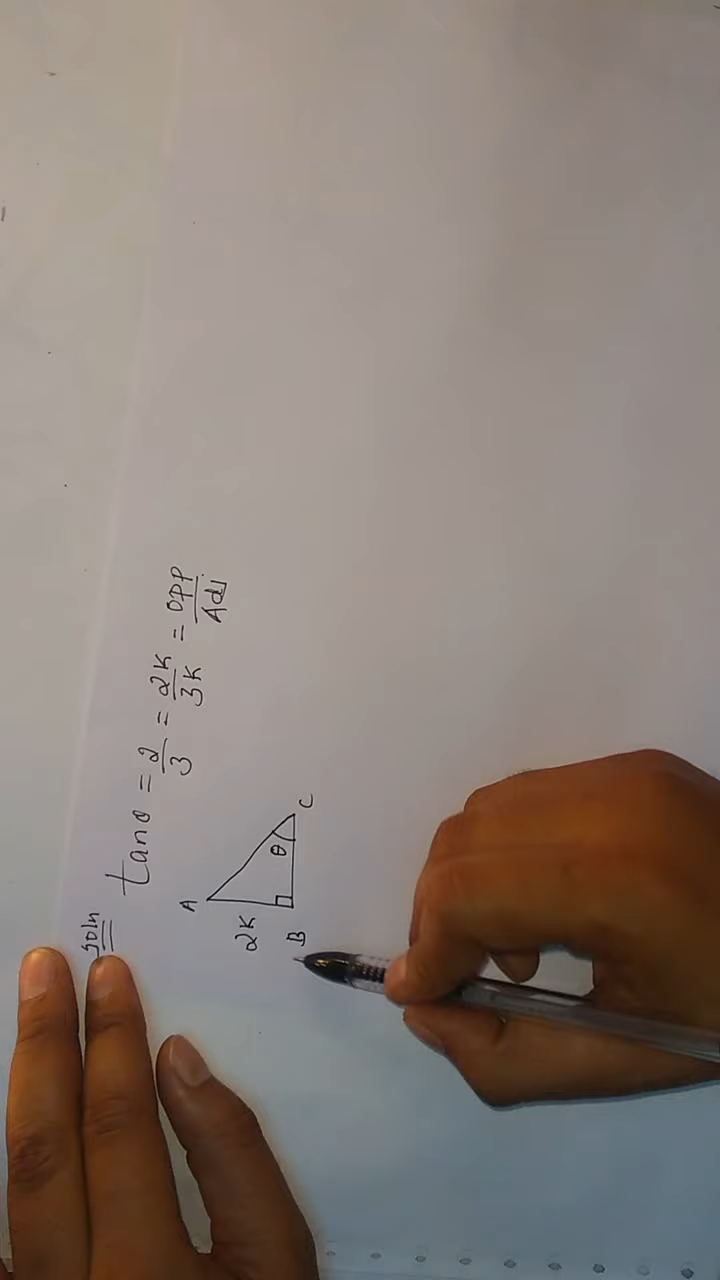 Soln
tanθ = 2/3 = 2K/3K = OPP/Adj
A
2K
θ
B
C